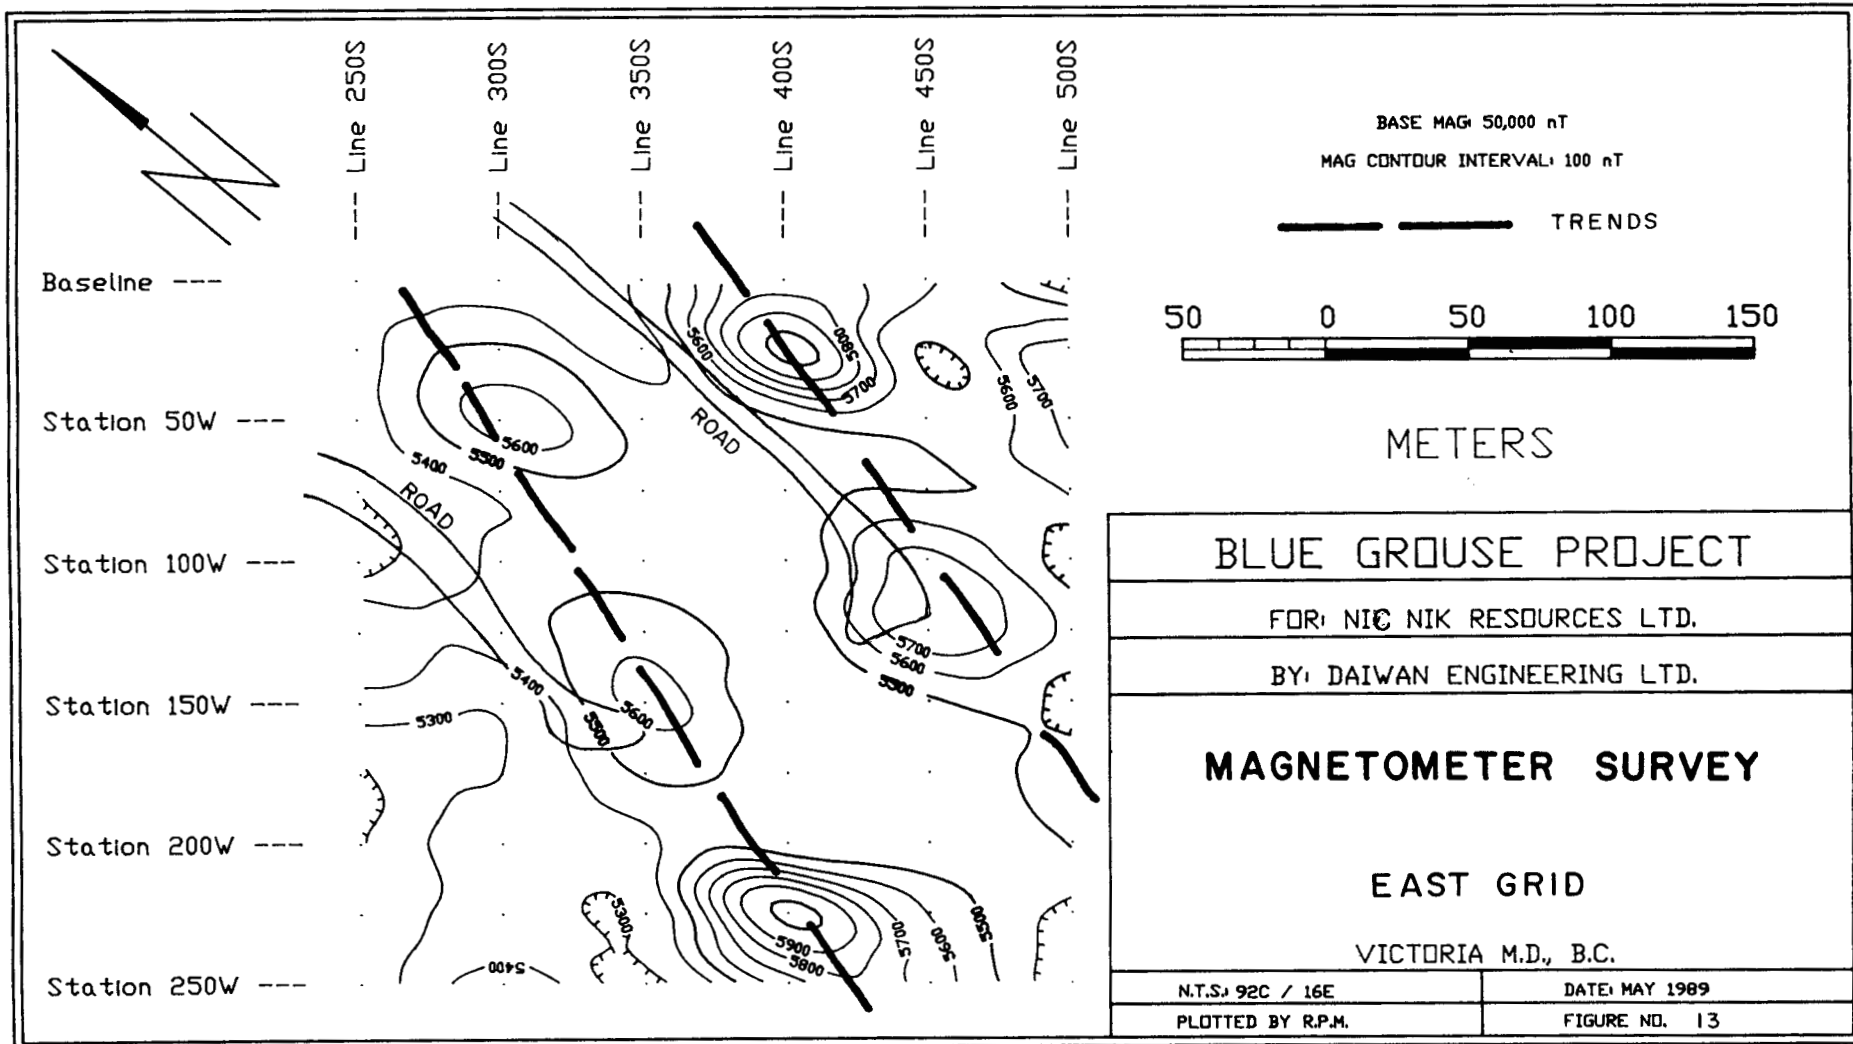 Line 250S
Line 300S
Line 350S
Line 400S
Line 450S
Line 500S
Baseline
Station 50W
Station 100W
Station 150W
Station 200W
Station 250W
5600
5800
5700
5600
5700
5600
5500
5400
ROAD
ROAD
5700
5600
5500
5400
5600
5500
5300
5300
5400
5900
5800
5700
5600
5500
BASE MAG: 50,000 nT
MAG CONTOUR INTERVAL: 100 nT
TRENDS
50 0 50 100 150
METERS
BLUE GROUSE PROJECT
FOR: NIC NIK RESOURCES LTD.
BY: DAIWAN ENGINEERING LTD.
MAGNETOMETER SURVEY
EAST GRID
VICTORIA M.D., B.C.
N.T.S.: 92C / 16E
DATE: MAY 1989
PLOTTED BY R.P.M.
FIGURE NO. 13